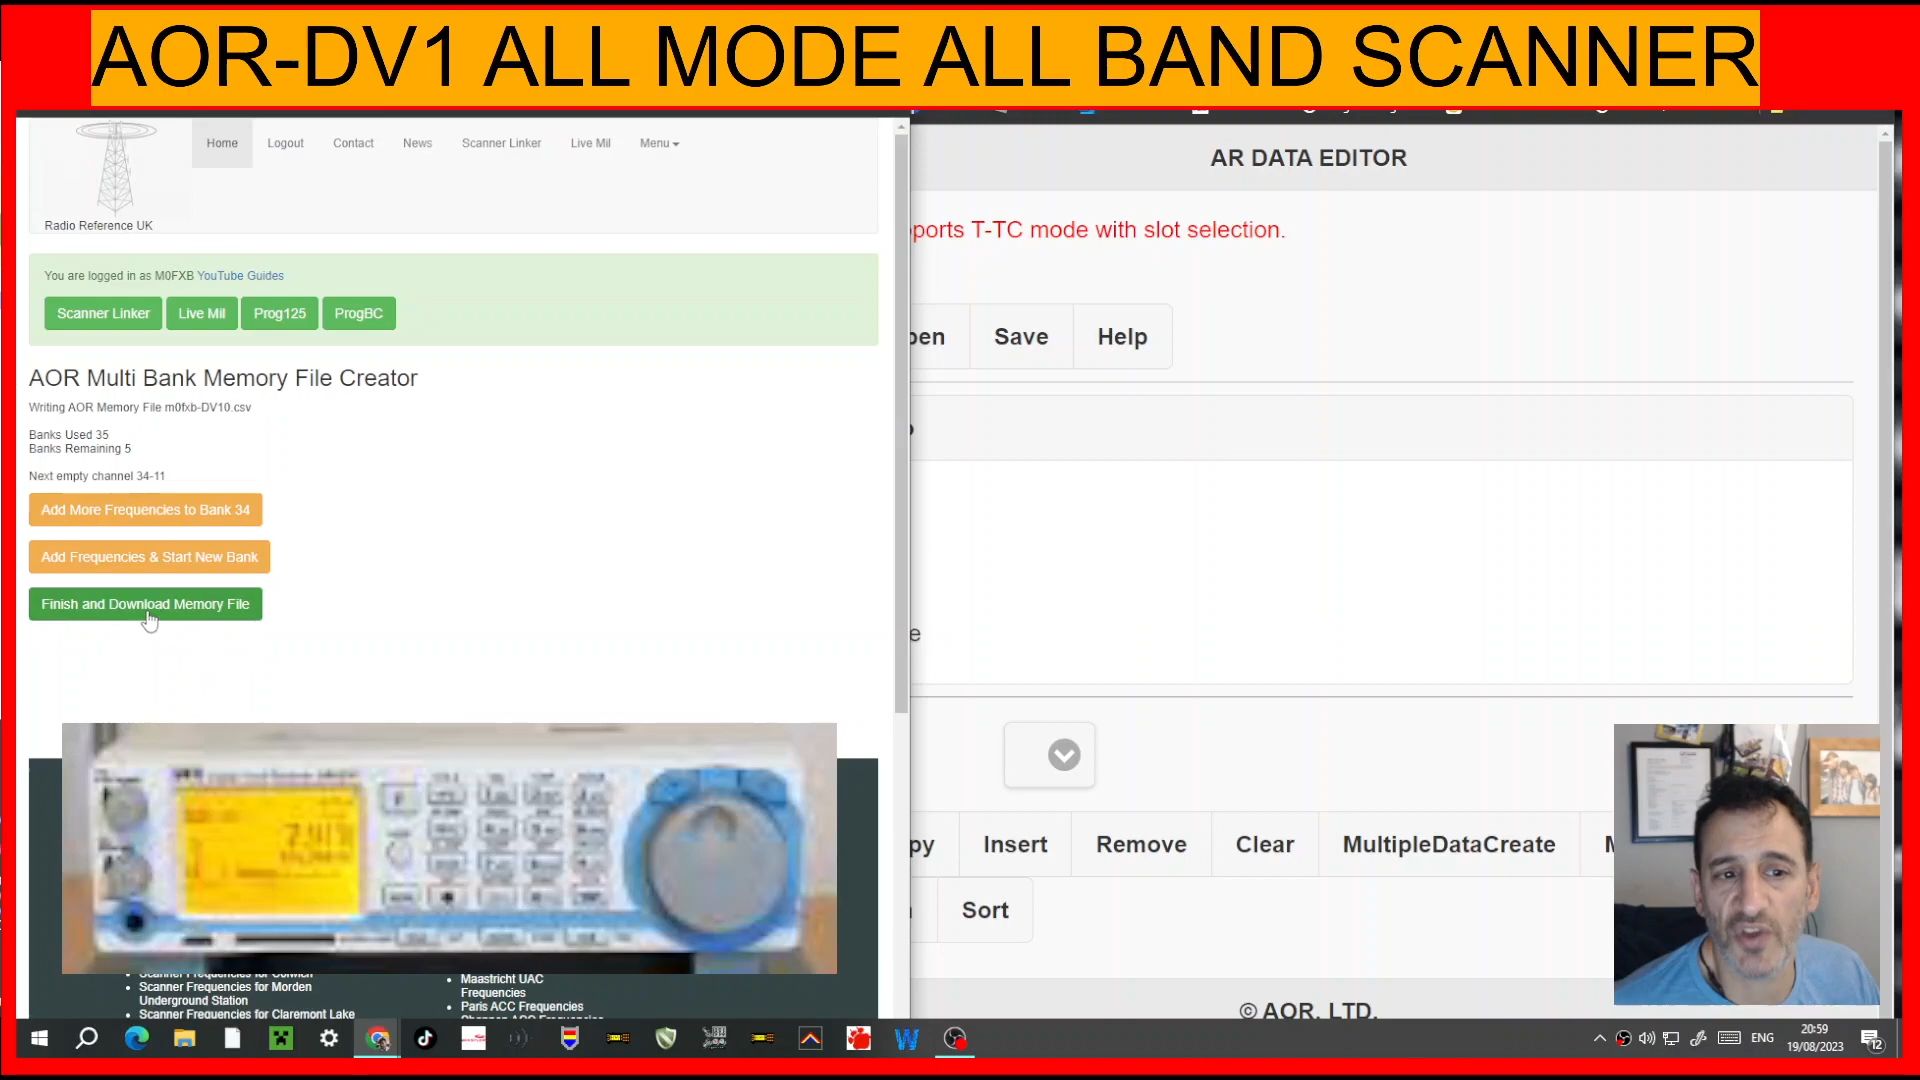 AOR-DV1 ALL MODE ALL BAND SCANNER
Home Logout Contact News Scanner Linker Live Mil Menu
Radio Reference UK
You are logged in as M0FXB YouTube Guides
Scanner Linker Live Mil Prog125 ProgBC
AOR Multi Bank Memory File Creator
Writing AOR Memory File m0fxb-DV10.csv
Banks Used 35
Banks Remaining 5
Next empty channel 34-11
Add More Frequencies to Bank 34
Add Frequencies & Start New Bank
Finish and Download Memory File
Scanner Frequencies for Morden
Underground Station
Scanner Frequencies for Claremont Lake
Maastricht UAC
Frequencies
Paris ACC Frequencies
AR DATA EDITOR
ports T-TC mode with slot selection.
pen Save Help
e
py Insert Remove Clear MultipleDataCreate M
Sort
© AOR, LTD.
ENG
20:59
19/08/2023
12